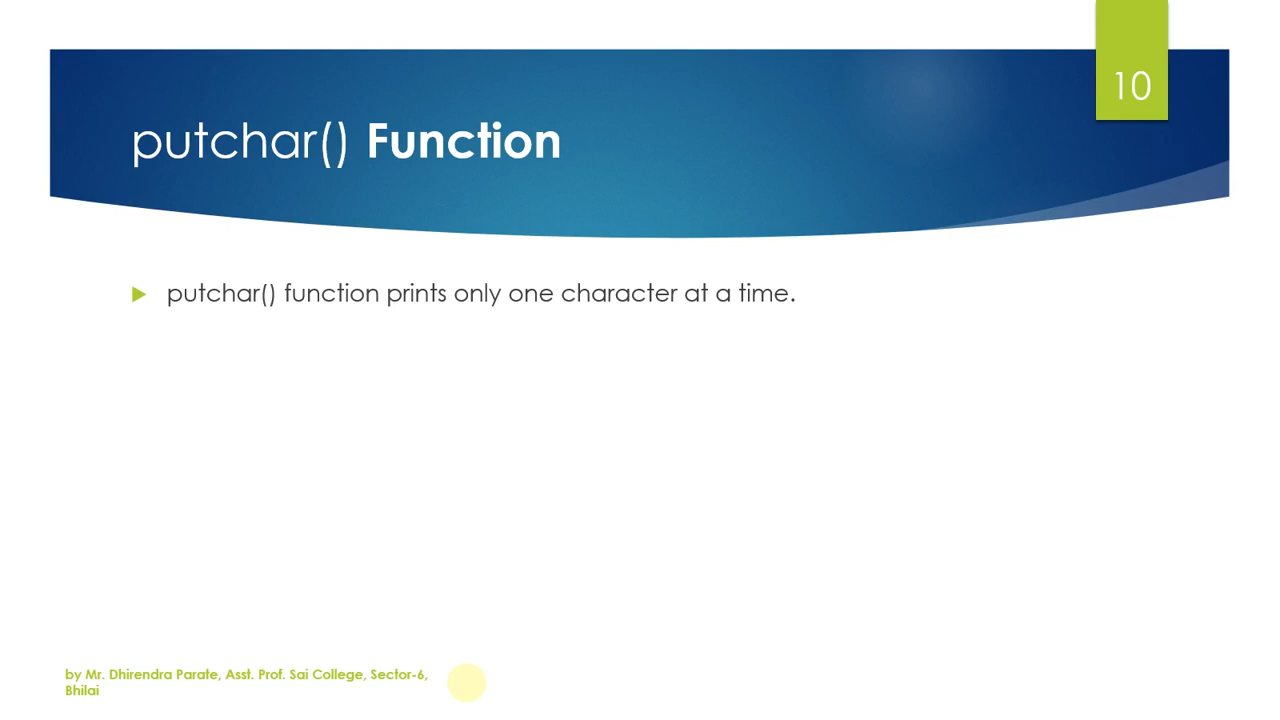 10
putchar() Function
putchar() function prints only one character at a time.
by Mr. Dhirendra Parate, Asst. Prof. Sai College, Sector-6,
Bhilai